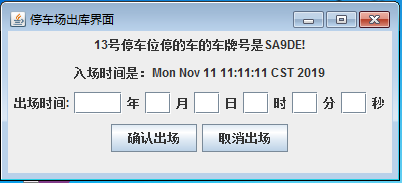 停车场出库界面
13号停车位停的车的车牌号是SA9DE!
入场时间是：Mon Nov 11 11:11:11 CST 2019
出场时间: 年 月 日 时 分 秒
确认出场 取消出场